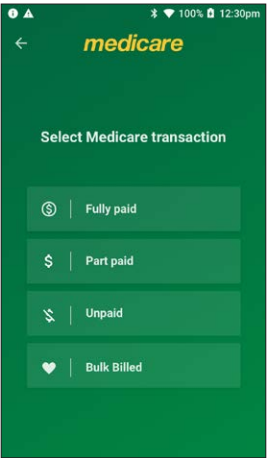 100% 12:30pm
medicare
Select Medicare transaction
Fully paid
Part paid
Unpaid
Bulk Billed